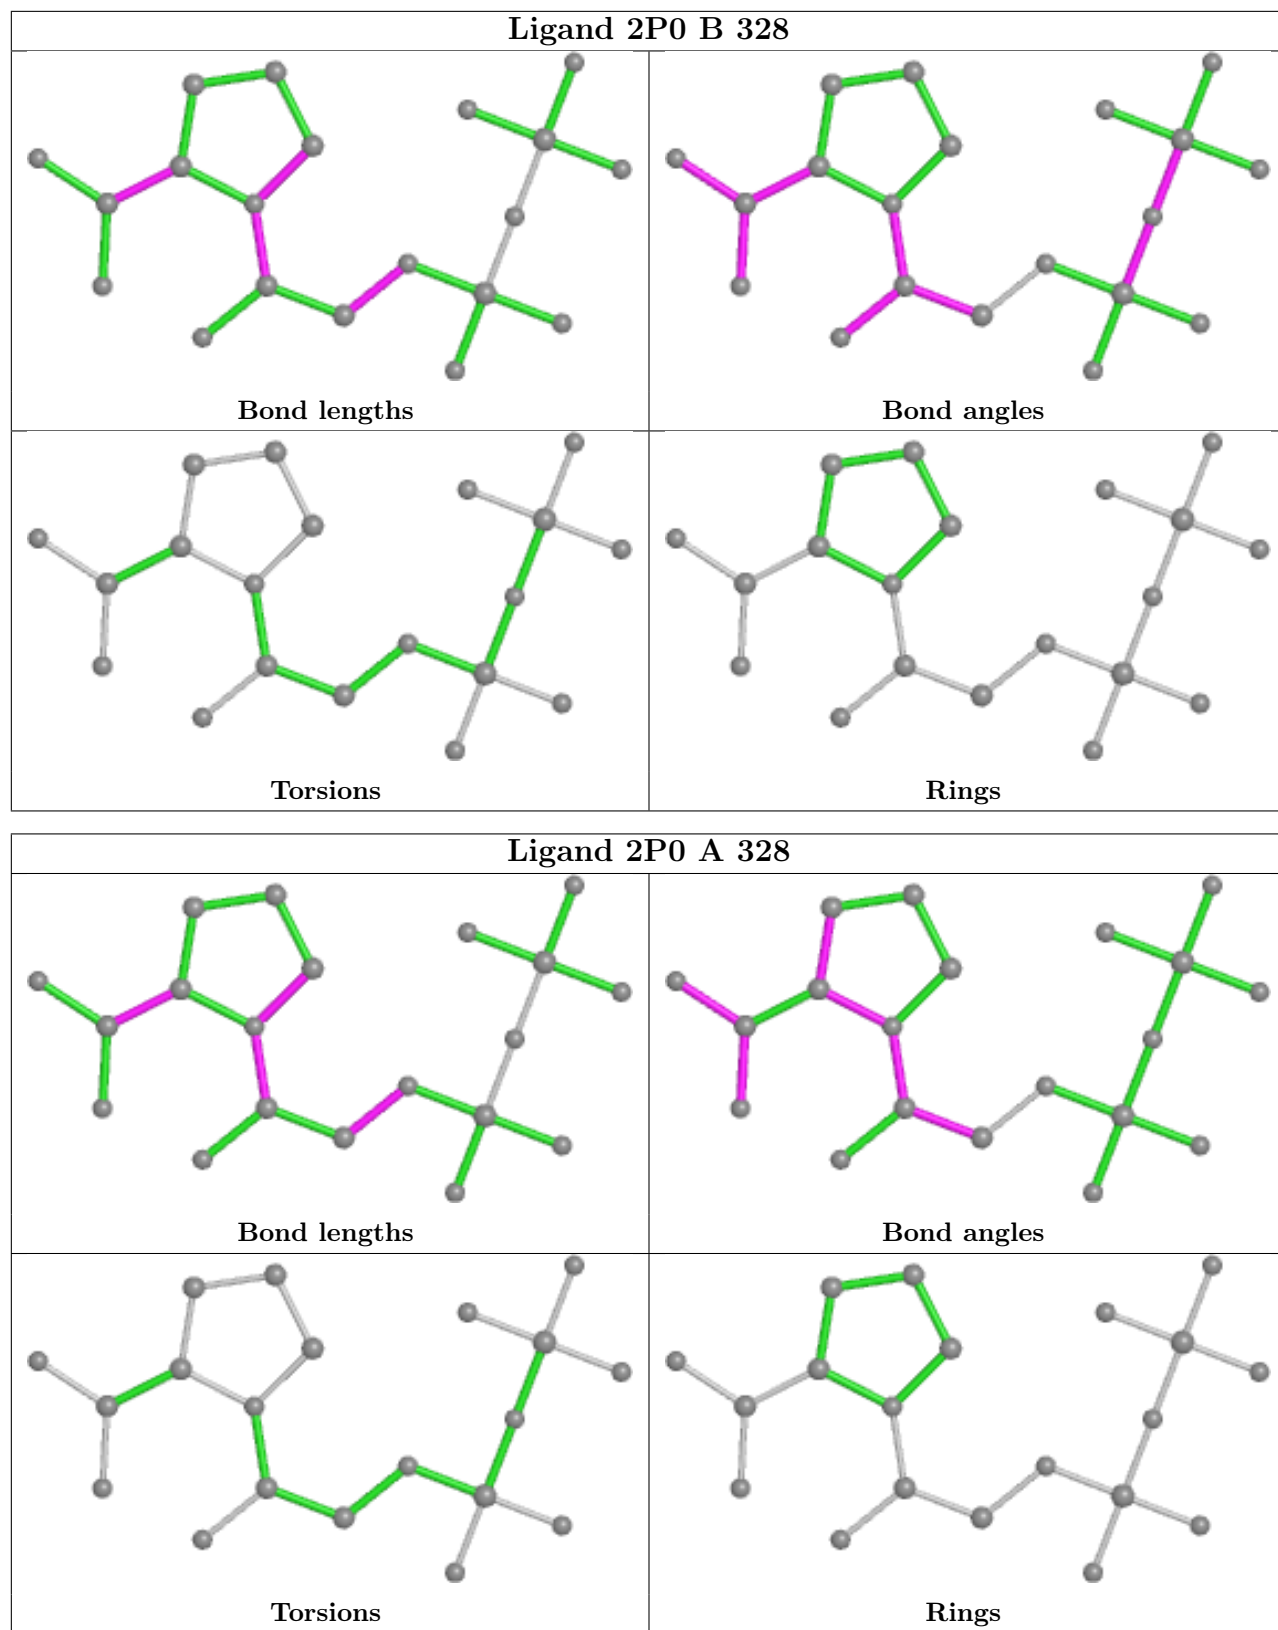 Ligand 2P0 B 328
Bond lengths
Bond angles
Torsions
Rings
Ligand 2P0 A 328
Bond lengths
Bond angles
Torsions
Rings